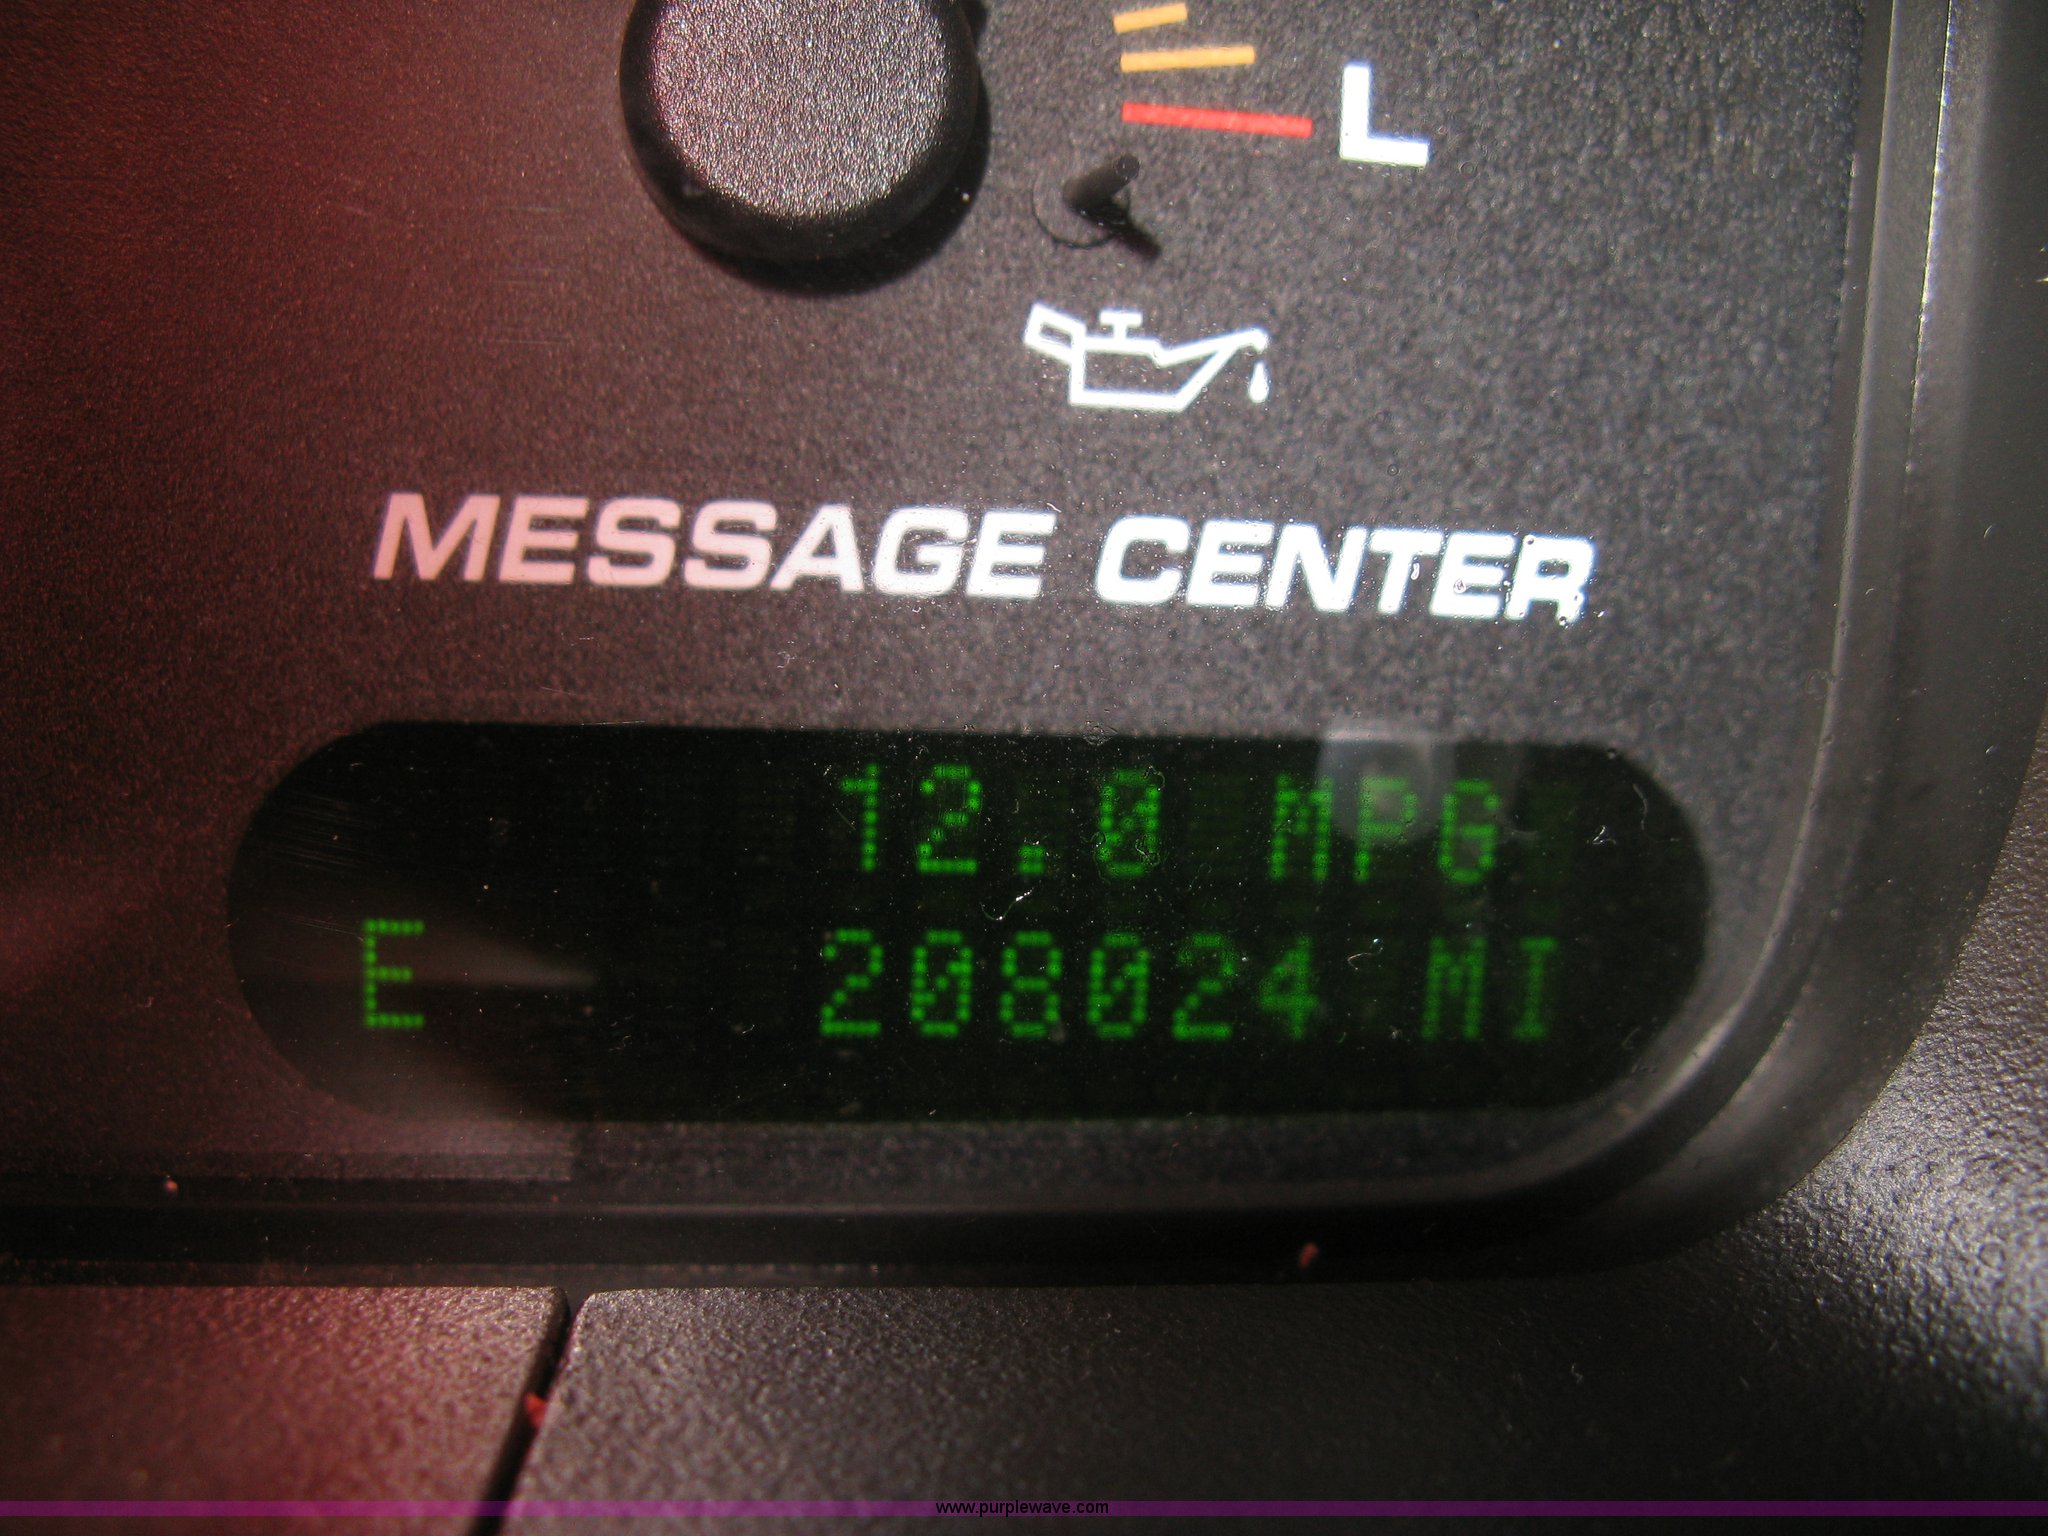 L
MESSAGE CENTER
12.0 MPG
E 208024 MI
www.purplewave.com